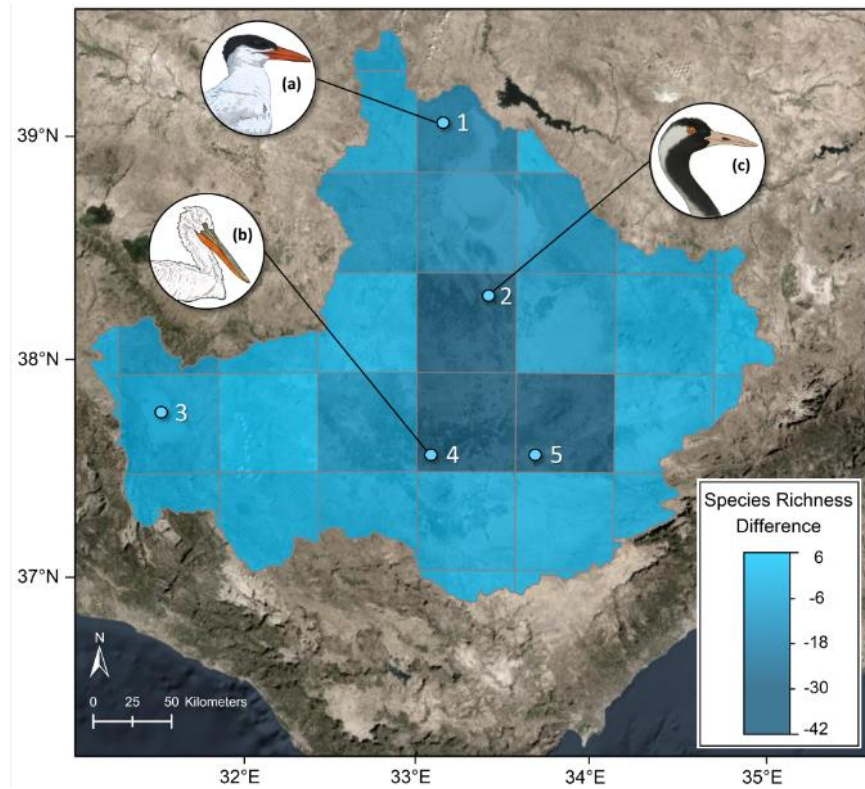 (a)
1
39°N
(c)
(b)
2
38°N
3
4
5
Species Richness
Difference
6
-6
-18
-30
-42
37°N
N
0 25 50 Kilometers
32°E 33°E 34°E 35°E